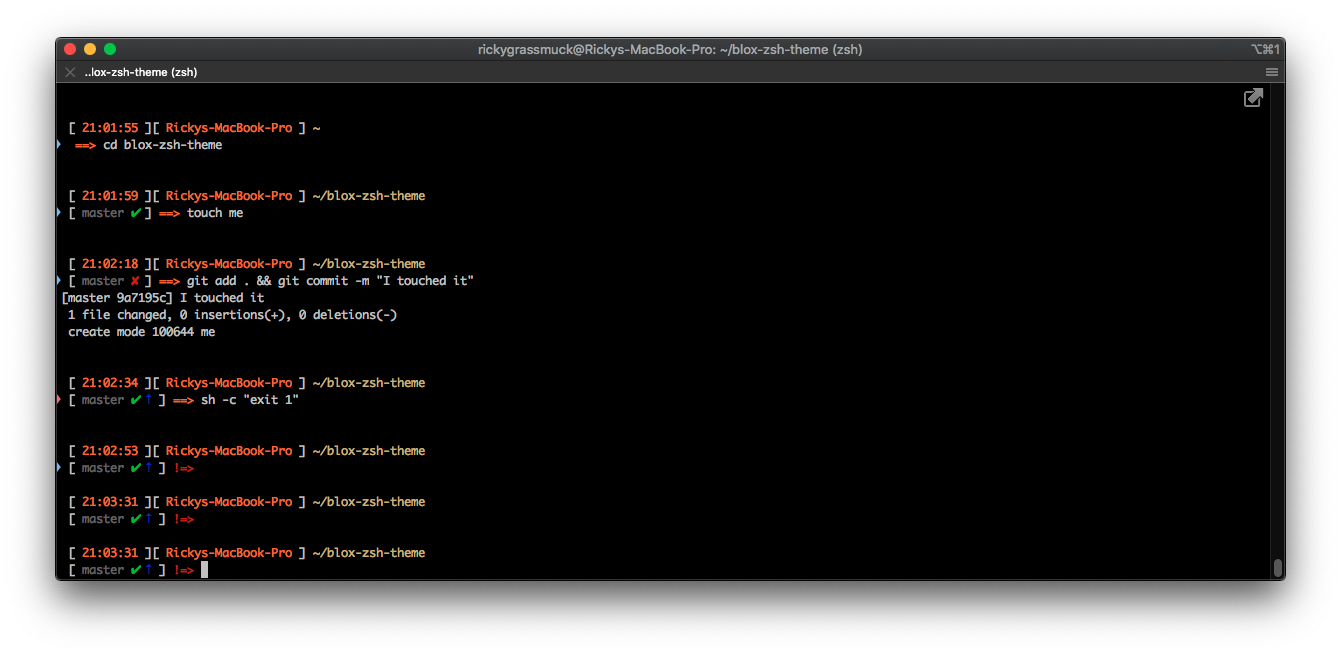 rickygrassmuck@Rickys-MacBook-Pro: ~/blox-zsh-theme (zsh)
⌥⌘1
..lox-zsh-theme (zsh)
[ 21:01:55 ][ Rickys-MacBook-Pro ] ~
==> cd blox-zsh-theme
[ 21:01:59 ][ Rickys-MacBook-Pro ] ~/blox-zsh-theme
[ master ✔ ] ==> touch me
[ 21:02:18 ][ Rickys-MacBook-Pro ] ~/blox-zsh-theme
[ master ✘ ] ==> git add . && git commit -m "I touched it"
[master 9a7195c] I touched it
1 file changed, 0 insertions(+), 0 deletions(-)
create mode 100644 me
[ 21:02:34 ][ Rickys-MacBook-Pro ] ~/blox-zsh-theme
[ master ✔ ↑ ] ==> sh -c "exit 1"
[ 21:02:53 ][ Rickys-MacBook-Pro ] ~/blox-zsh-theme
[ master ✔ ↑ ] !=>
[ 21:03:31 ][ Rickys-MacBook-Pro ] ~/blox-zsh-theme
[ master ✔ ↑ ] !=>
[ 21:03:31 ][ Rickys-MacBook-Pro ] ~/blox-zsh-theme
[ master ✔ ↑ ] !=>